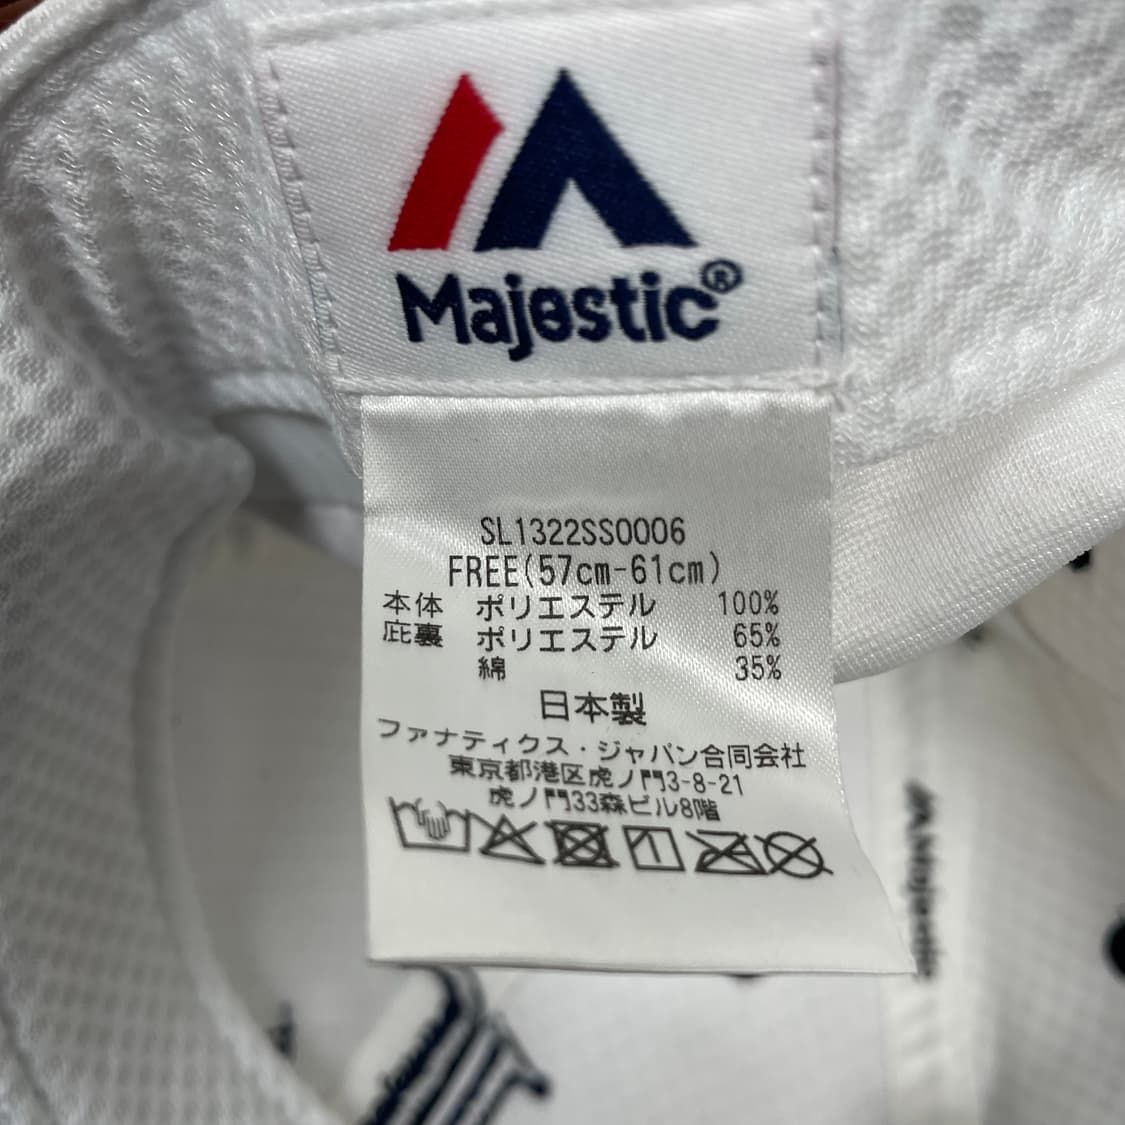 Majestic®
SL1322SS0006
FREE(57cm-61cm)
本体 ポリエステル 100%
庇裏 ポリエステル 65%
綿 35%
日本製
ファナティクス・ジャパン合同会社
東京都港区虎ノ門3-8-21
虎ノ門33森ビル8階
Majestic